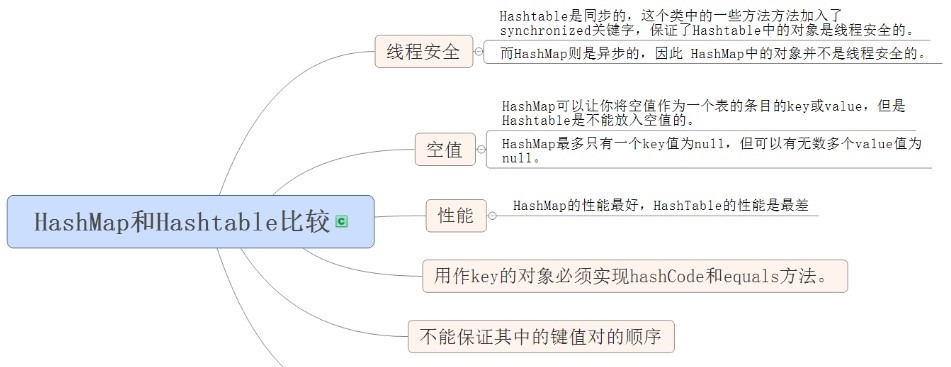 Hashtable是同步的，这个类中的一些方法方法加入了
synchronized关键字，保证了Hashtable中的对象是线程安全的。
线程安全
而HashMap则是异步的，因此 HashMap中的对象并不是线程安全的。
HashMap可以让你将空值作为一个表的条目的key或value，但是
Hashtable是不能放入空值的。
空值
HashMap最多只有一个key值为null，但可以有无数多个value值为
null。
HashMap和Hashtable比较
性能
HashMap的性能最好，HashTable的性能是最差
用作key的对象必须实现hashCode和equals方法。
不能保证其中的键值对的顺序